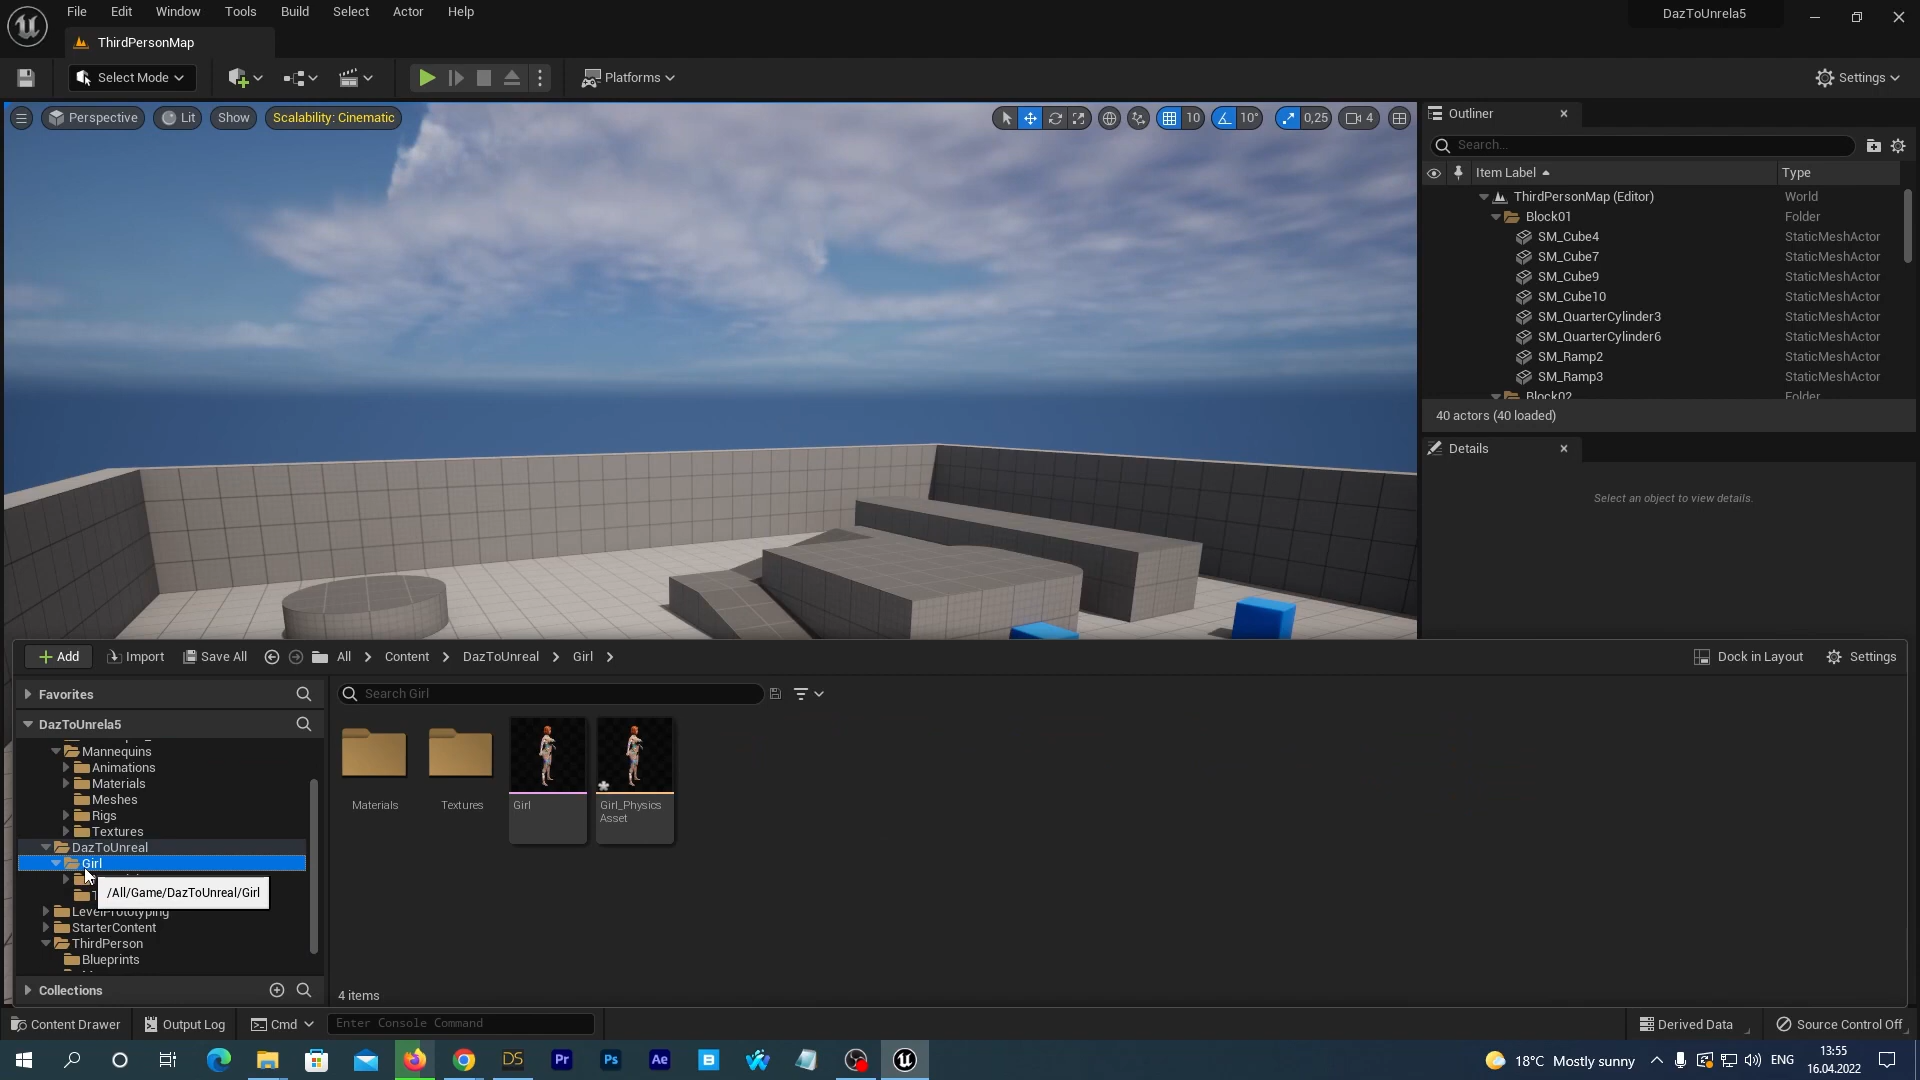 File Edit Window Tools Build Select Actor Help
DazToUnrela5
ThirdPersonMap
Select Mode
Platforms
Settings
Perspective
Lit
Show
Scalability: Cinematic
10
10°
0,25
4
Outliner
Search...
Item Label
Type
ThirdPersonMap (Editor) World
Block01 Folder
SM_Cube4 StaticMeshActor
SM_Cube7 StaticMeshActor
SM_Cube9 StaticMeshActor
SM_Cube10 StaticMeshActor
SM_QuarterCylinder3 StaticMeshActor
SM_QuarterCylinder6 StaticMeshActor
SM_Ramp2 StaticMeshActor
SM_Ramp3 StaticMeshActor
Block02 Folder
40 actors (40 loaded)
Details
Select an object to view details.
Add
Import
Save All
All
Content
DazToUnreal
Girl
Dock in Layout
Settings
Favorites
DazToUnrela5
Mannequins
Animations
Materials
Meshes
Rigs
Textures
DazToUnreal
Girl
/All/Game/DazToUnreal/Girl
LevelPrototyping
StarterContent
ThirdPerson
Blueprints
Collections
Search Girl
Materials
Textures
Girl
Girl_Physics
Asset
4 items
Content Drawer
Output Log
Cmd
Enter Console Command
Derived Data
Source Control Off
DS
Pr
Ps
Ae
18°C Mostly sunny
ENG
13:55
16.04.2022